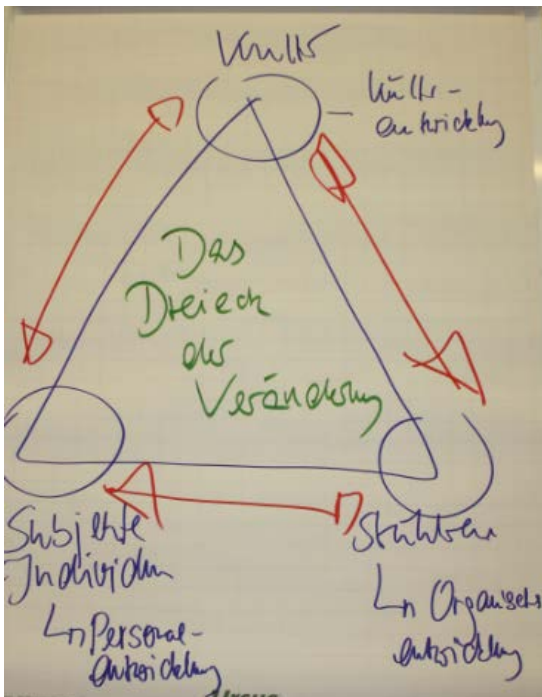 Kultur
Kultur-
entwicklung
Das
Dreieck
der
Veränderung
Subjekte
Individuen
Personal-
entwicklung
Strukturen
Organisations
entwicklung